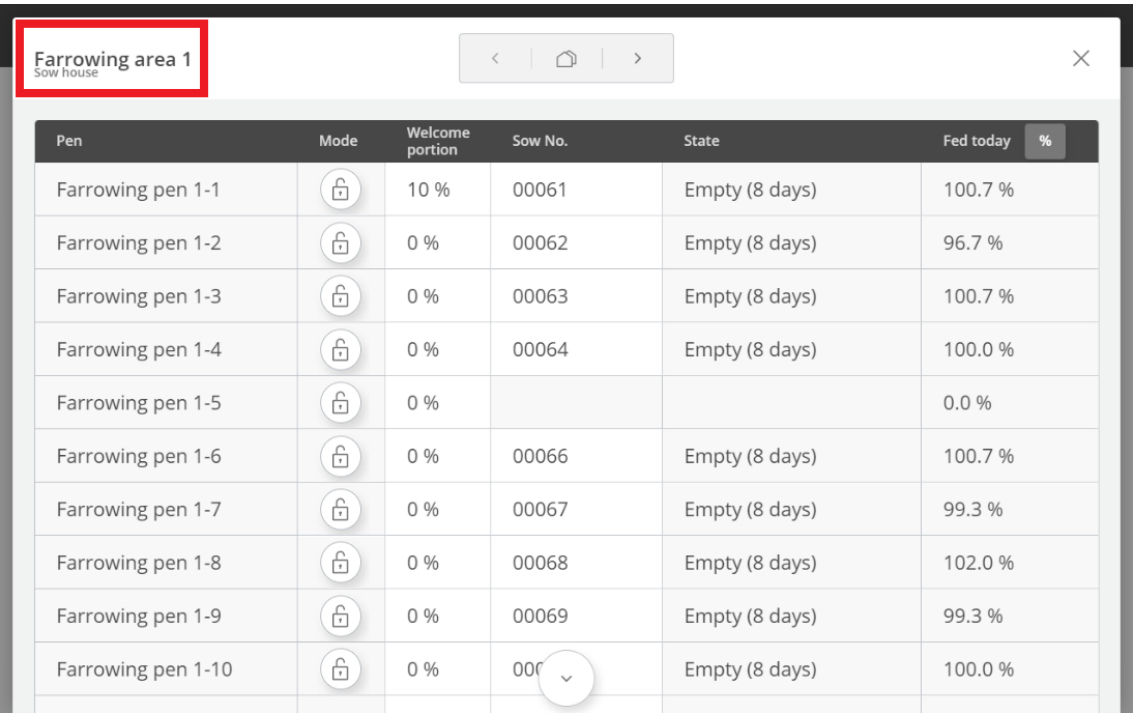 Farrowing area 1
Sow house
Pen Mode Welcome portion Sow No. State Fed today %
Farrowing pen 1-1 10 % 00061 Empty (8 days) 100.7 %
Farrowing pen 1-2 0 % 00062 Empty (8 days) 96.7 %
Farrowing pen 1-3 0 % 00063 Empty (8 days) 100.7 %
Farrowing pen 1-4 0 % 00064 Empty (8 days) 100.0 %
Farrowing pen 1-5 0 % 0.0 %
Farrowing pen 1-6 0 % 00066 Empty (8 days) 100.7 %
Farrowing pen 1-7 0 % 00067 Empty (8 days) 99.3 %
Farrowing pen 1-8 0 % 00068 Empty (8 days) 102.0 %
Farrowing pen 1-9 0 % 00069 Empty (8 days) 99.3 %
Farrowing pen 1-10 0 % Empty (8 days) 100.0 %